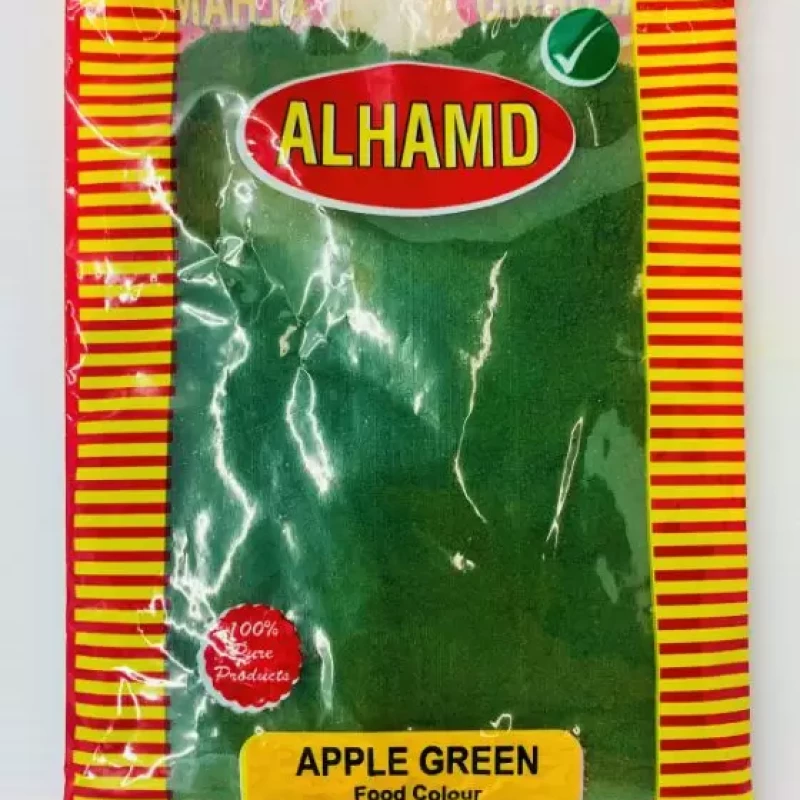 ALHAMD
100%
Pure
Products
APPLE GREEN
Food Colour